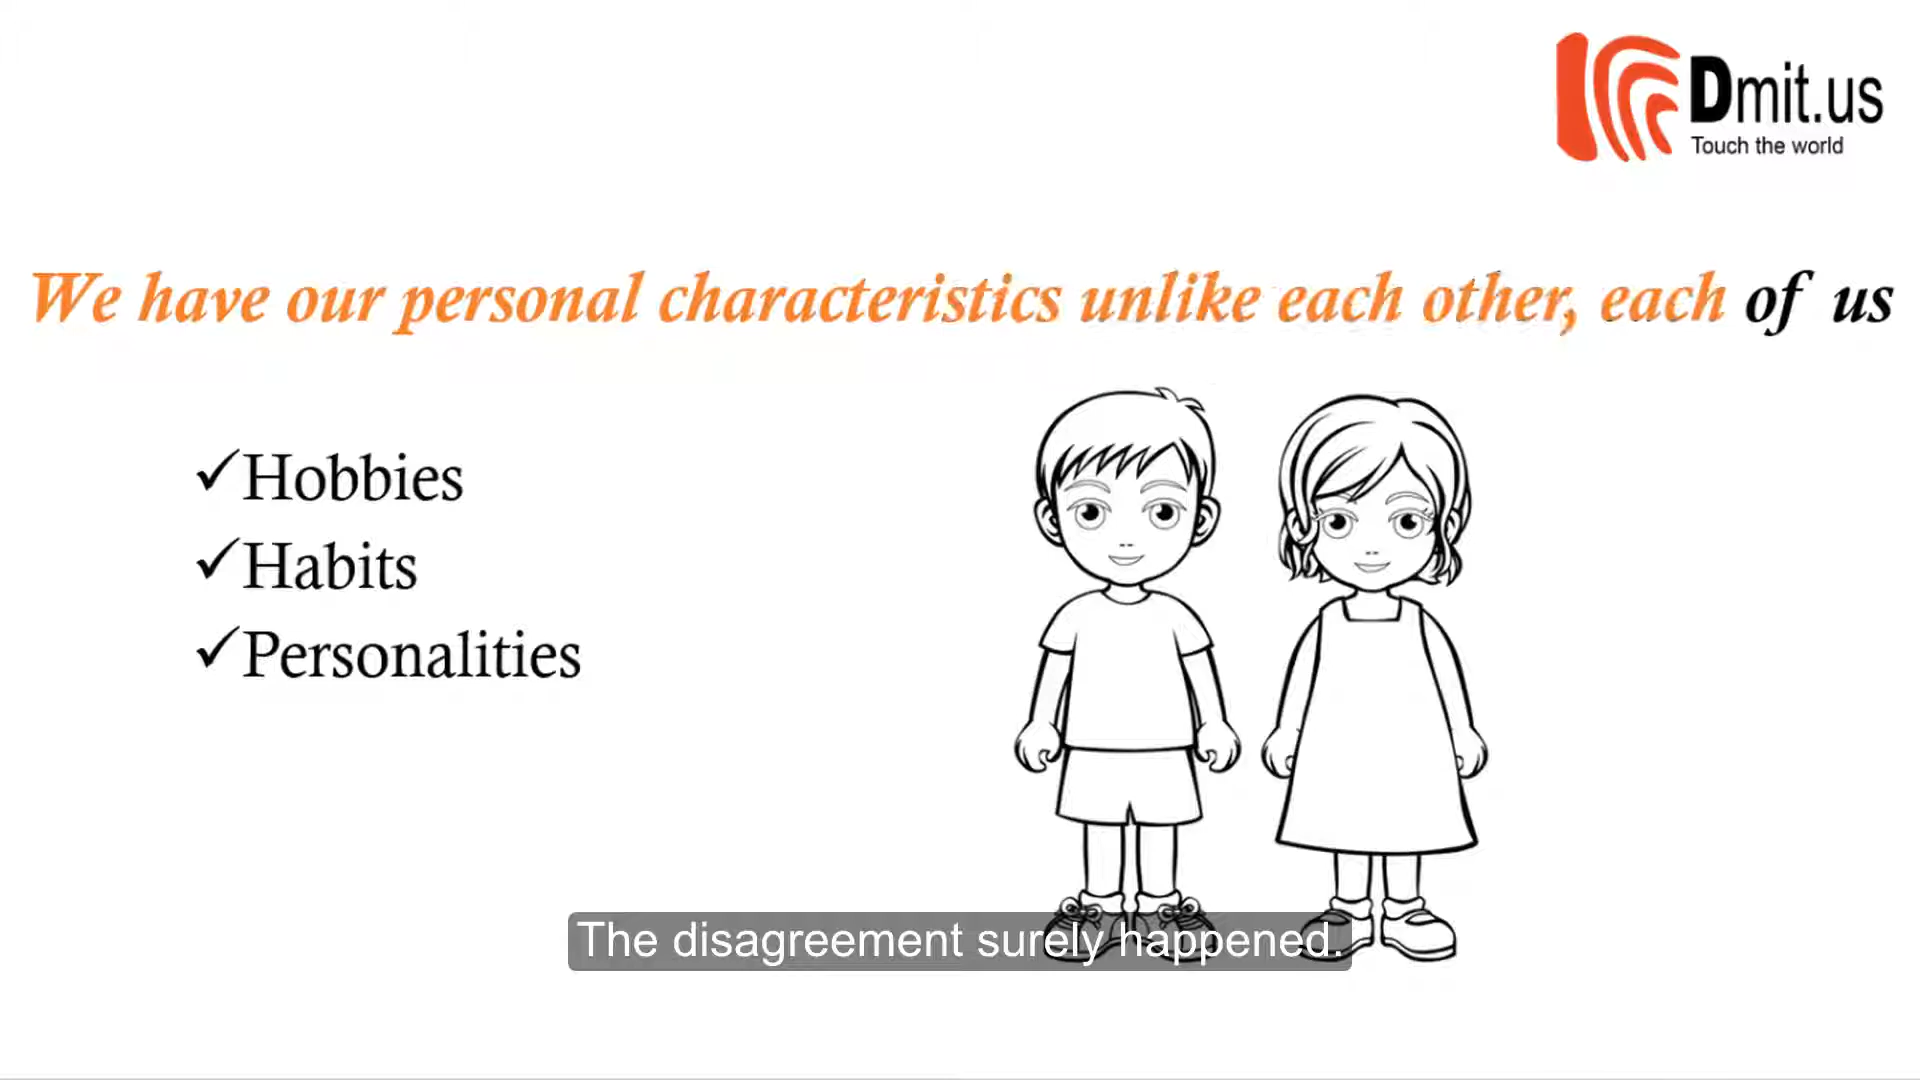 Dmit.us
Touch the world
We have our personal characteristics unlike each other, each of us
✓Hobbies
✓Habits
✓Personalities
The disagreement surely happened.